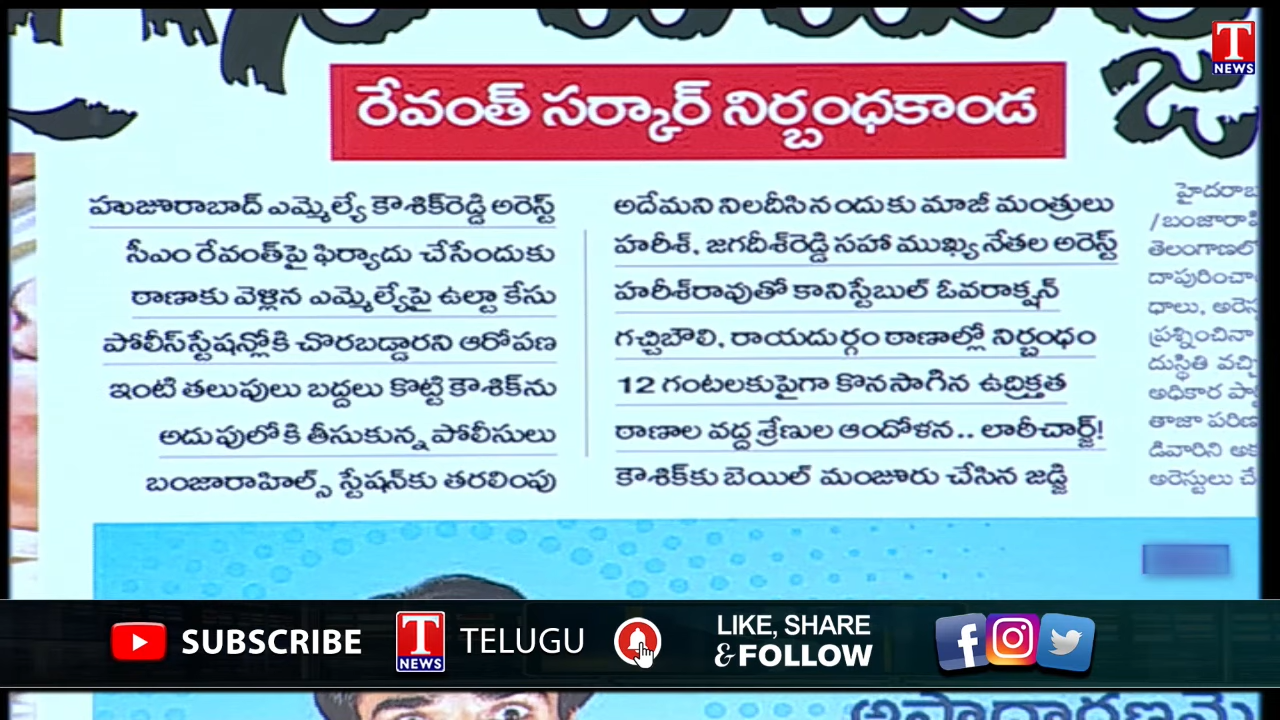 T
NEWS
రేవంత్ సర్కార్ నిర్బంధకాండ
హుజూరాబాద్ ఎమ్మెల్యే కౌశిక్‌రెడ్డి అరెస్ట్
సీఎం రేవంత్‌పై ఫిర్యాదు చేసేందుకు
ఠాణాకు వెళ్లిన ఎమ్మెల్యేపై ఉల్టా కేసు
పోలీస్‌స్టేషన్లోకి చొరబడ్డారని ఆరోపణ
ఇంటి తలుపులు బద్దలు కొట్టి కౌశిక్‌ను
అదుపులోకి తీసుకున్న పోలీసులు
బంజారాహిల్స్ స్టేషన్‌కు తరలింపు
అదేమని నిలదీసినందుకు మాజీ మంత్రులు
హరీశ్, జగదీశ్‌రెడ్డి సహా ముఖ్య నేతల అరెస్ట్
హరీశ్‌రావుతో కానిస్టేబుల్ ఓవరాక్షన్
గచ్చిబౌలి, రాయదుర్గం ఠాణాల్లో నిర్బంధం
12 గంటలకుపైగా కొనసాగిన ఉద్రిక్తత
ఠాణాల వద్ద శ్రేణుల ఆందోళన.. లాఠీచార్జ్!
కౌశిక్‌కు బెయిల్ మంజూరు చేసిన జడ్జి
తెలంగాణలో
దుస్థితి
అధికార
తాజా
అరెస్టులు
SUBSCRIBE
T
NEWS
TELUGU
LIKE, SHARE
& FOLLOW